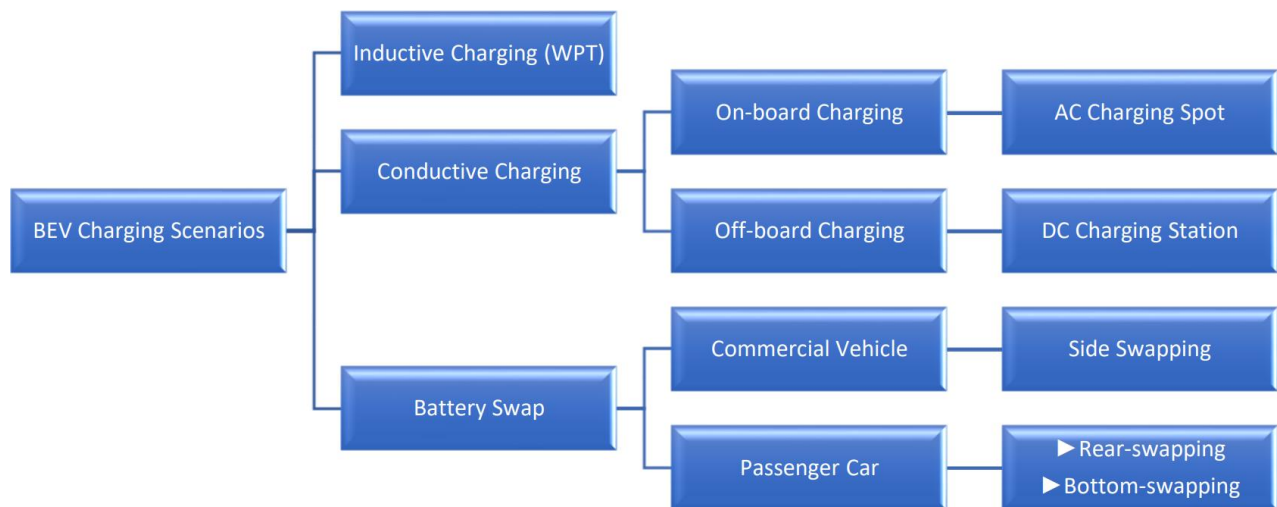 Inductive Charging (WPT)
On-board Charging
AC Charging Spot
Conductive Charging
BEV Charging Scenarios
Off-board Charging
DC Charging Station
Commercial Vehicle
Side Swapping
Battery Swap
Passenger Car
►Rear-swapping
►Bottom-swapping